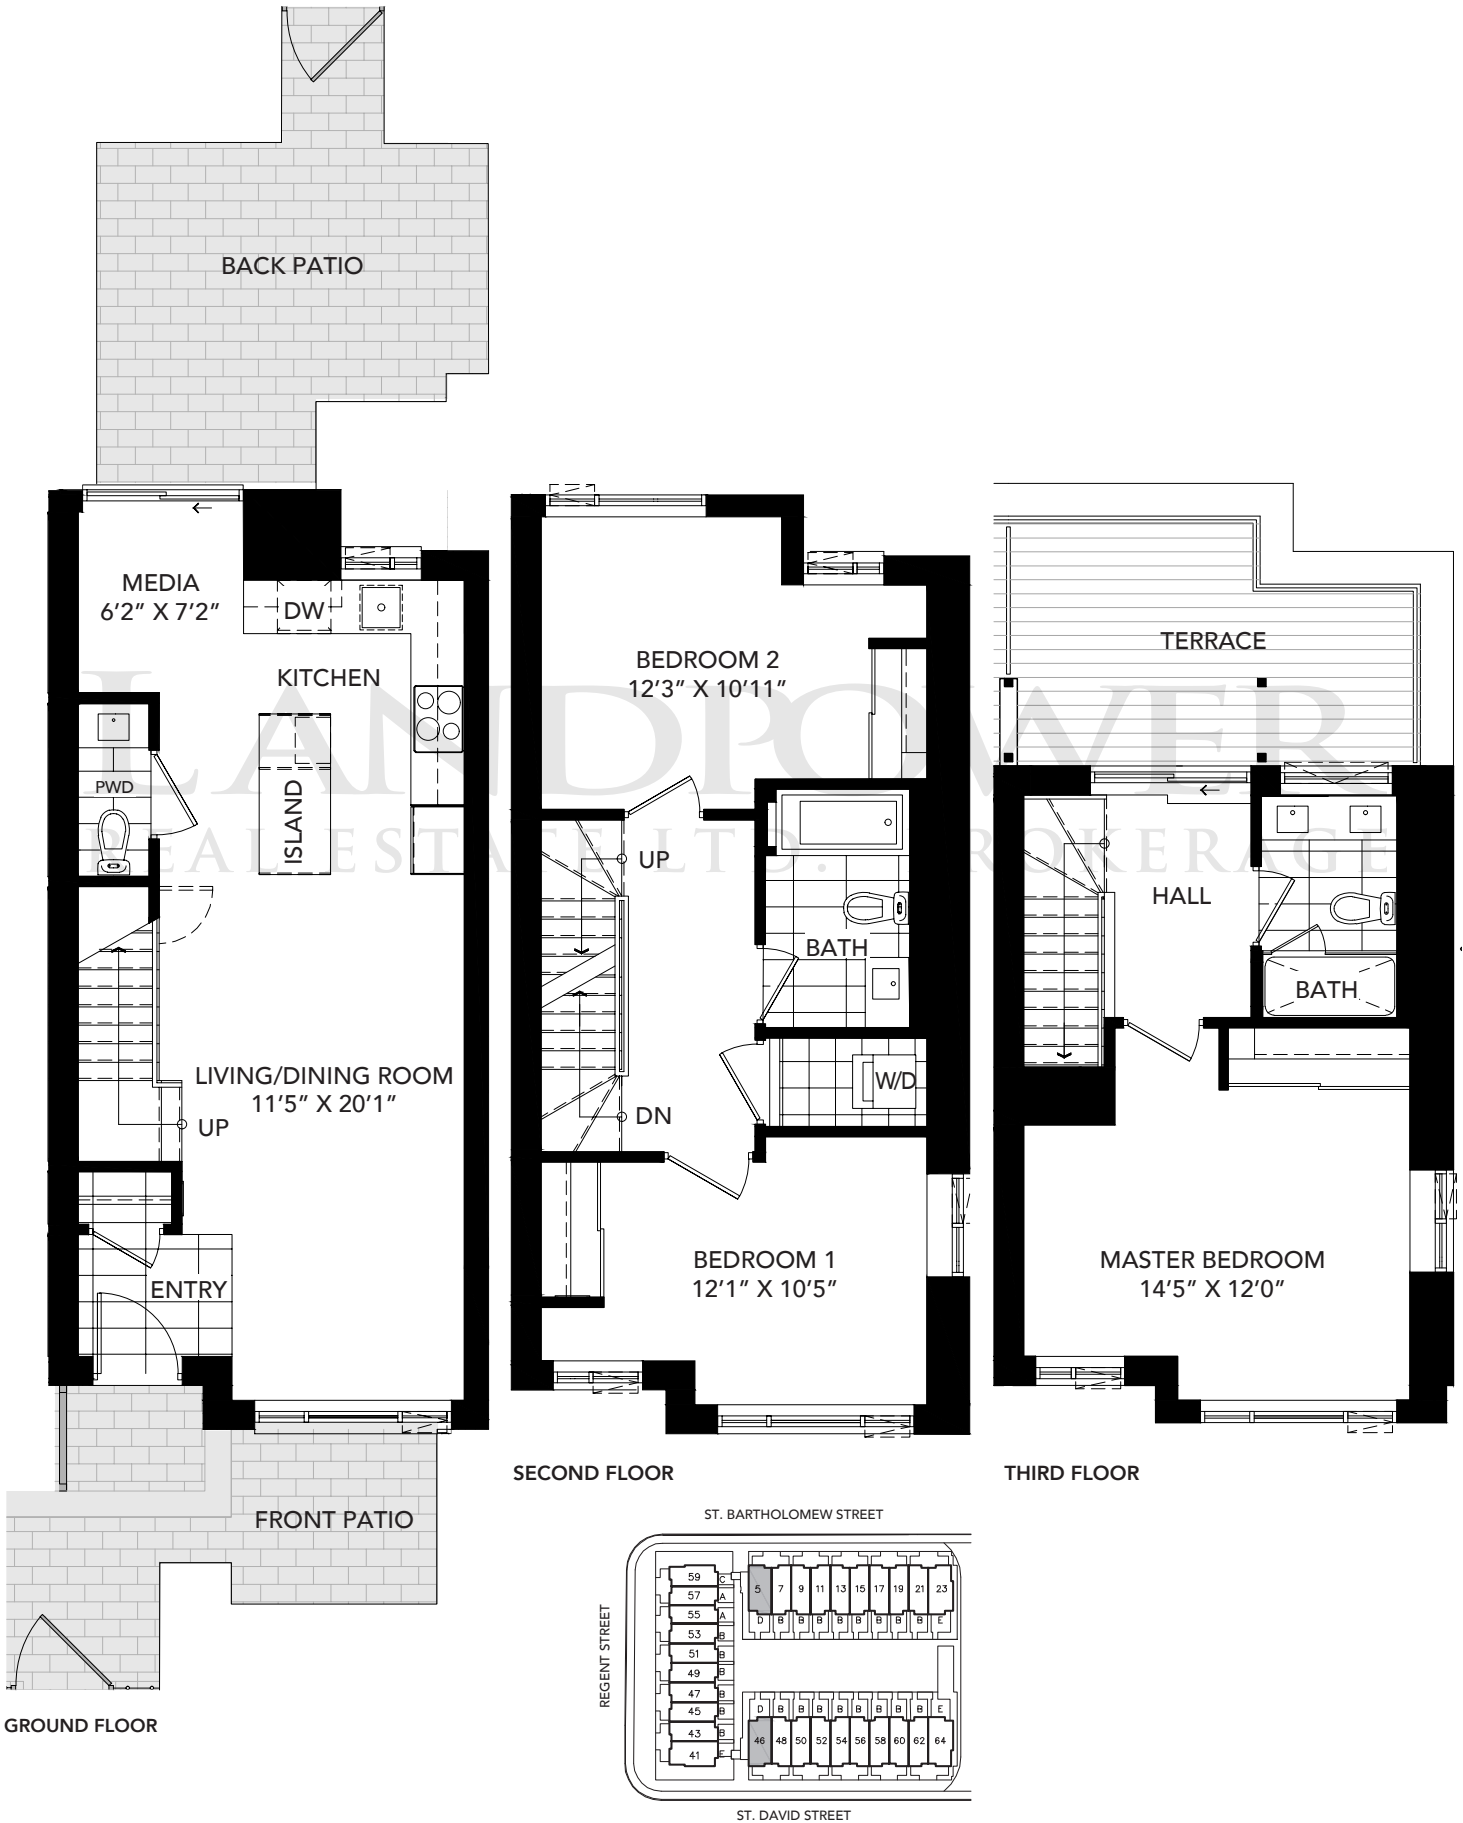 BACK PATIO
MEDIA
6'2" X 7'2"
DW
KITCHEN
PWD
ISLAND
LIVING/DINING ROOM
11'5" X 20'1"
UP
ENTRY
FRONT PATIO
GROUND FLOOR
BEDROOM 2
12'3" X 10'11"
UP
BATH
W/D
DN
BEDROOM 1
12'1" X 10'5"
SECOND FLOOR
TERRACE
HALL
BATH
MASTER BEDROOM
14'5" X 12'0"
THIRD FLOOR
LANDPOWER
REAL ESTATE LTD. BROKERAGE
ST. BARTHOLOMEW STREET
REGENT STREET
59 C
57 A
55 A
53 B
51 B
49 B
47 B
45 B
43 B
41 E
5 7 9 11 13 15 17 19 21 23
D B B B B B B B B E
D B B B B B B B B E
46 48 50 52 54 56 58 60 62 64
ST. DAVID STREET